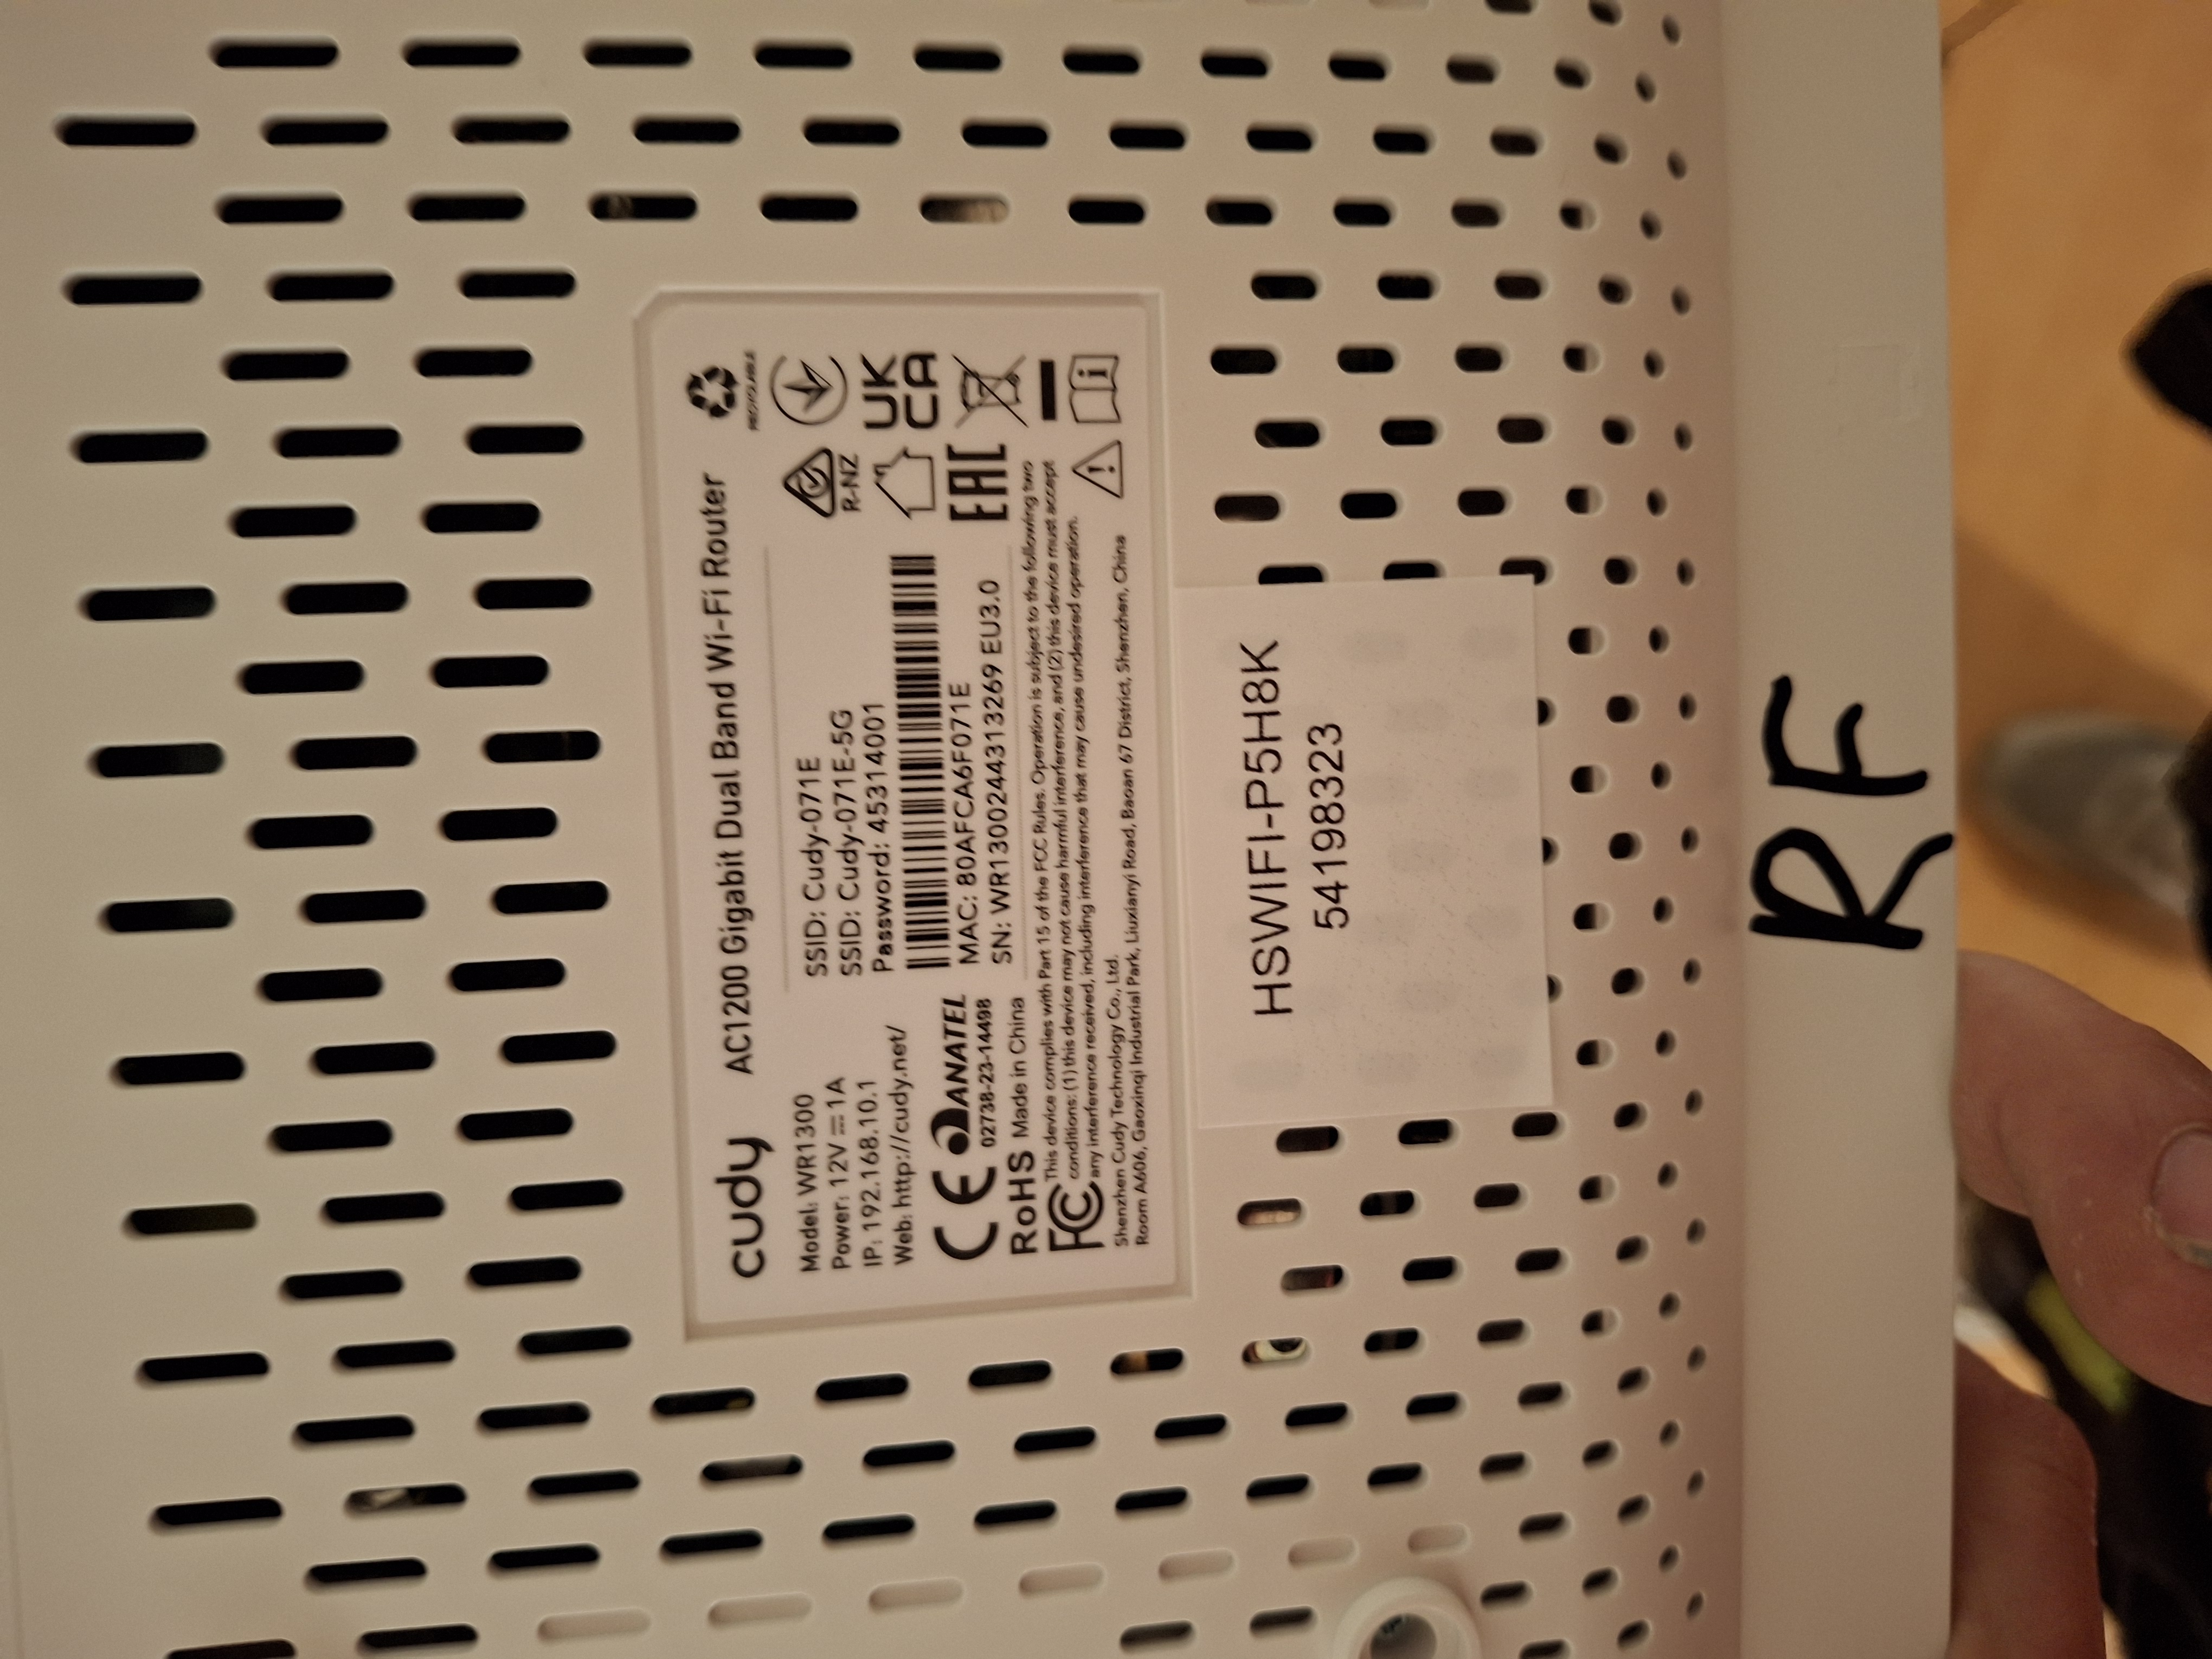 cudy AC1200 Gigabit Dual Band Wi-Fi Router
Model: WR1300
Power: 12V⎓1A
IP: 192.168.10.1
Web: http://cudy.net/
SSID: Cudy-071E
SSID: Cudy-071E-5G
Password: 45314001
MAC: 80AFCA6F071E
SN: WR13002443132​69 EU3.0
CE ANATEL
02738-23-14498
RoHS Made in China
R-NZ
UK
CA
EAC
FC This device complies with Part 15 of the FCC Rules. Operation is subject to the following two
conditions: (1) this device may not cause harmful interference, and (2) this device must accept
any interference received, including interference that may cause undesired operation.
Shenzhen Cudy Technology Co., Ltd.
Room A606, Gaoxinqi Industrial Park, Liuxianyi Road, Baoan 67 District, Shenzhen, China
HSWIFI-P5H8K
54198323
RF